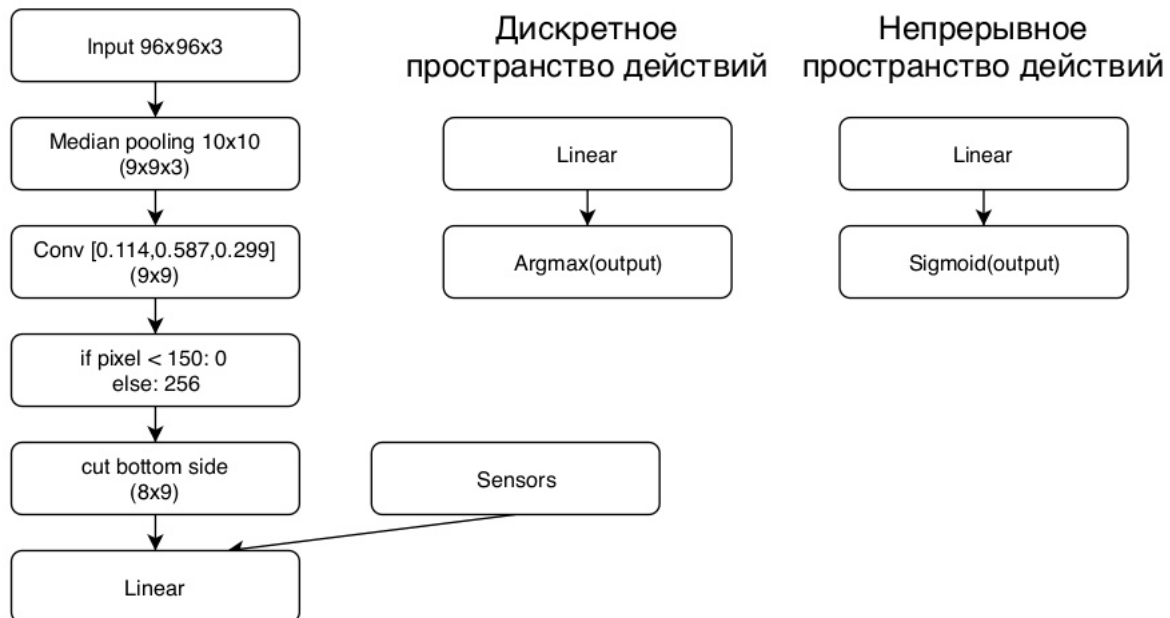 Input 96x96x3
Median pooling 10x10
(9x9x3)
Conv [0.114,0.587,0.299]
(9x9)
if pixel < 150: 0
else: 256
cut bottom side
(8x9)
Linear
Sensors
Дискретное
пространство действий
Linear
Argmax(output)
Непрерывное
пространство действий
Linear
Sigmoid(output)